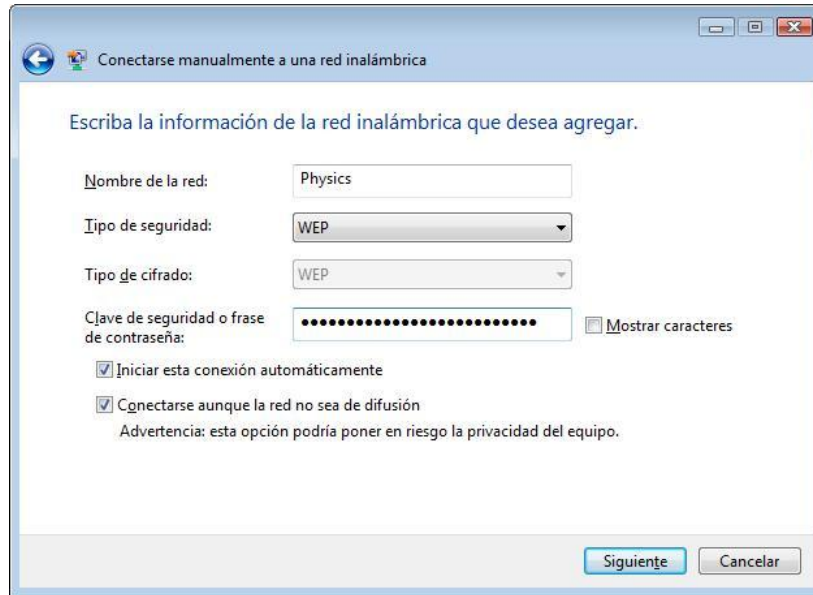 Conectarse manualmente a una red inalámbrica
Escriba la información de la red inalámbrica que desea agregar.
Nombre de la red: Physics
Tipo de seguridad: WEP
Tipo de cifrado: WEP
Clave de seguridad o frase
de contraseña: ●●●●●●●●●●●●●●●●●●●●●●●●●● Mostrar caracteres
Iniciar esta conexión automáticamente
Conectarse aunque la red no sea de difusión
Advertencia: esta opción podría poner en riesgo la privacidad del equipo.
Siguiente Cancelar